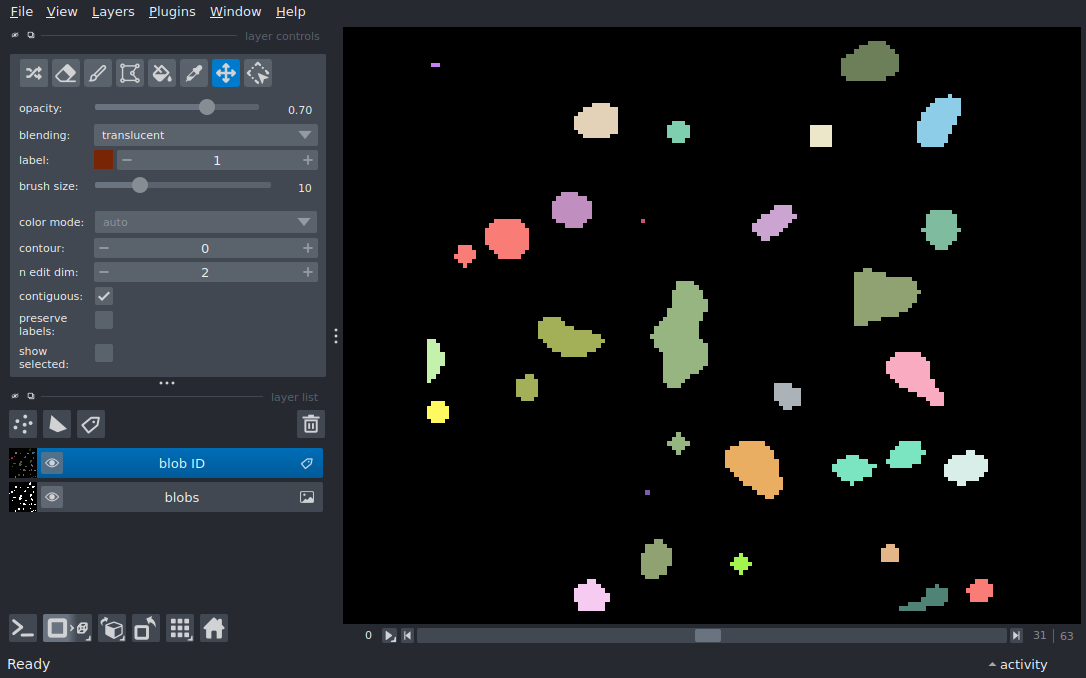 File View Layers Plugins Window Help
layer controls
opacity: 0.70
blending: translucent
label: 1
brush size: 10
color mode: auto
contour: 0
n edit dim: 2
contiguous:
preserve
labels:
show
selected:
layer list
blob ID
blobs
0 31 63
Ready activity